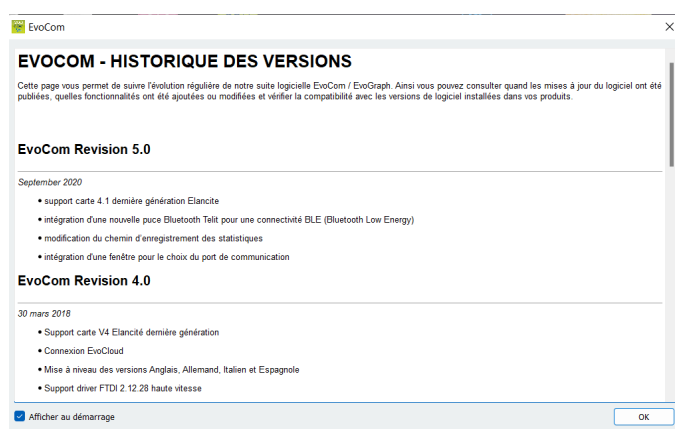 EvoCom
EVOCOM - HISTORIQUE DES VERSIONS
Cette page vous permet de suivre l'évolution régulière de notre suite logicielle EvoCom / EvoGraph. Ainsi vous pouvez consulter quand les mises à jour du logiciel ont été
publiées, quelles fonctionnalités ont été ajoutées ou modifiées et vérifier la compatibilité avec les versions de logiciel installées dans vos produits.
EvoCom Revision 5.0
September 2020
• support carte 4.1 dernière génération Elancite
• intégration d'une nouvelle puce Bluetooth Telit pour une connectivité BLE (Bluetooth Low Energy)
• modification du chemin d'enregistrement des statistiques
• intégration d'une fenêtre pour le choix du port de communication
EvoCom Revision 4.0
30 mars 2018
• Support carte V4 Elancité dernière génération
• Connexion EvoCloud
• Mise à niveau des versions Anglais, Allemand, Italien et Espagnole
• Support driver FTDI 2.12.28 haute vitesse
Afficher au démarrage
OK